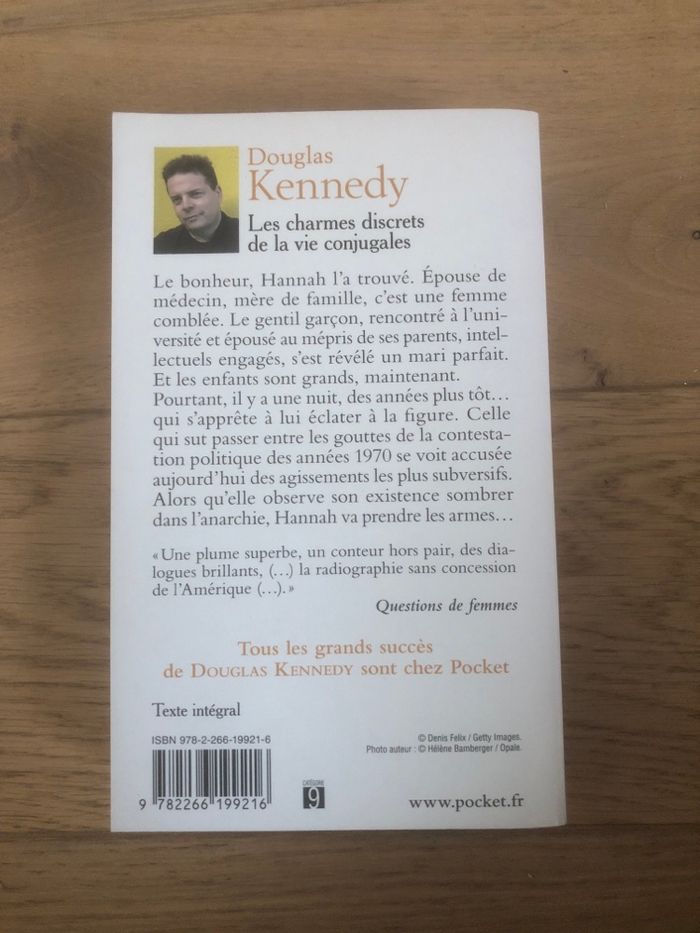 Douglas
Kennedy
Les charmes discrets
de la vie conjugales
Le bonheur, Hannah l'a trouvé. Épouse de
médecin, mère de famille, c'est une femme
comblée. Le gentil garçon, rencontré à l'uni-
versité et épousé au mépris de ses parents, intel-
lectuels engagés, s'est révélé un mari parfait.
Et les enfants sont grands, maintenant.
Pourtant, il y a une nuit, des années plus tôt…
qui s'apprête à lui éclater à la figure. Celle
qui sut passer entre les gouttes de la contesta-
tion politique des années 1970 se voit accusée
aujourd'hui des agissements les plus subversifs.
Alors qu'elle observe son existence sombrer
dans l'anarchie, Hannah va prendre les armes…
« Une plume superbe, un conteur hors pair, des dia-
logues brillants, (…) la radiographie sans concession
de l'Amérique (…). »
Questions de femmes
Tous les grands succès
de DOUGLAS KENNEDY sont chez Pocket
Texte intégral
ISBN 978-2-266-19921-6
9 782266 199216
CATÉGORIE
9
© Denis Felix / Getty Images.
Photo auteur : © Hélène Bamberger / Opale.
www.pocket.fr